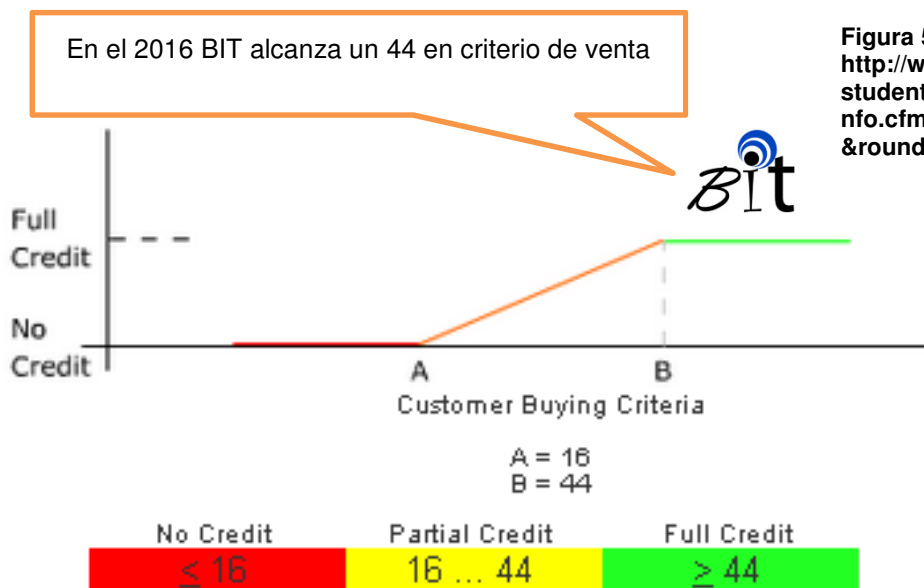 En el 2016 BIT alcanza un 44 en criterio de venta
Figura 5
http://w
student
nfo.cfm
&round
BIt
Full
Credit
No
Credit
A
B
Customer Buying Criteria
A = 16
B = 44
No Credit Partial Credit Full Credit
≤ 16 16 ... 44 ≥ 44